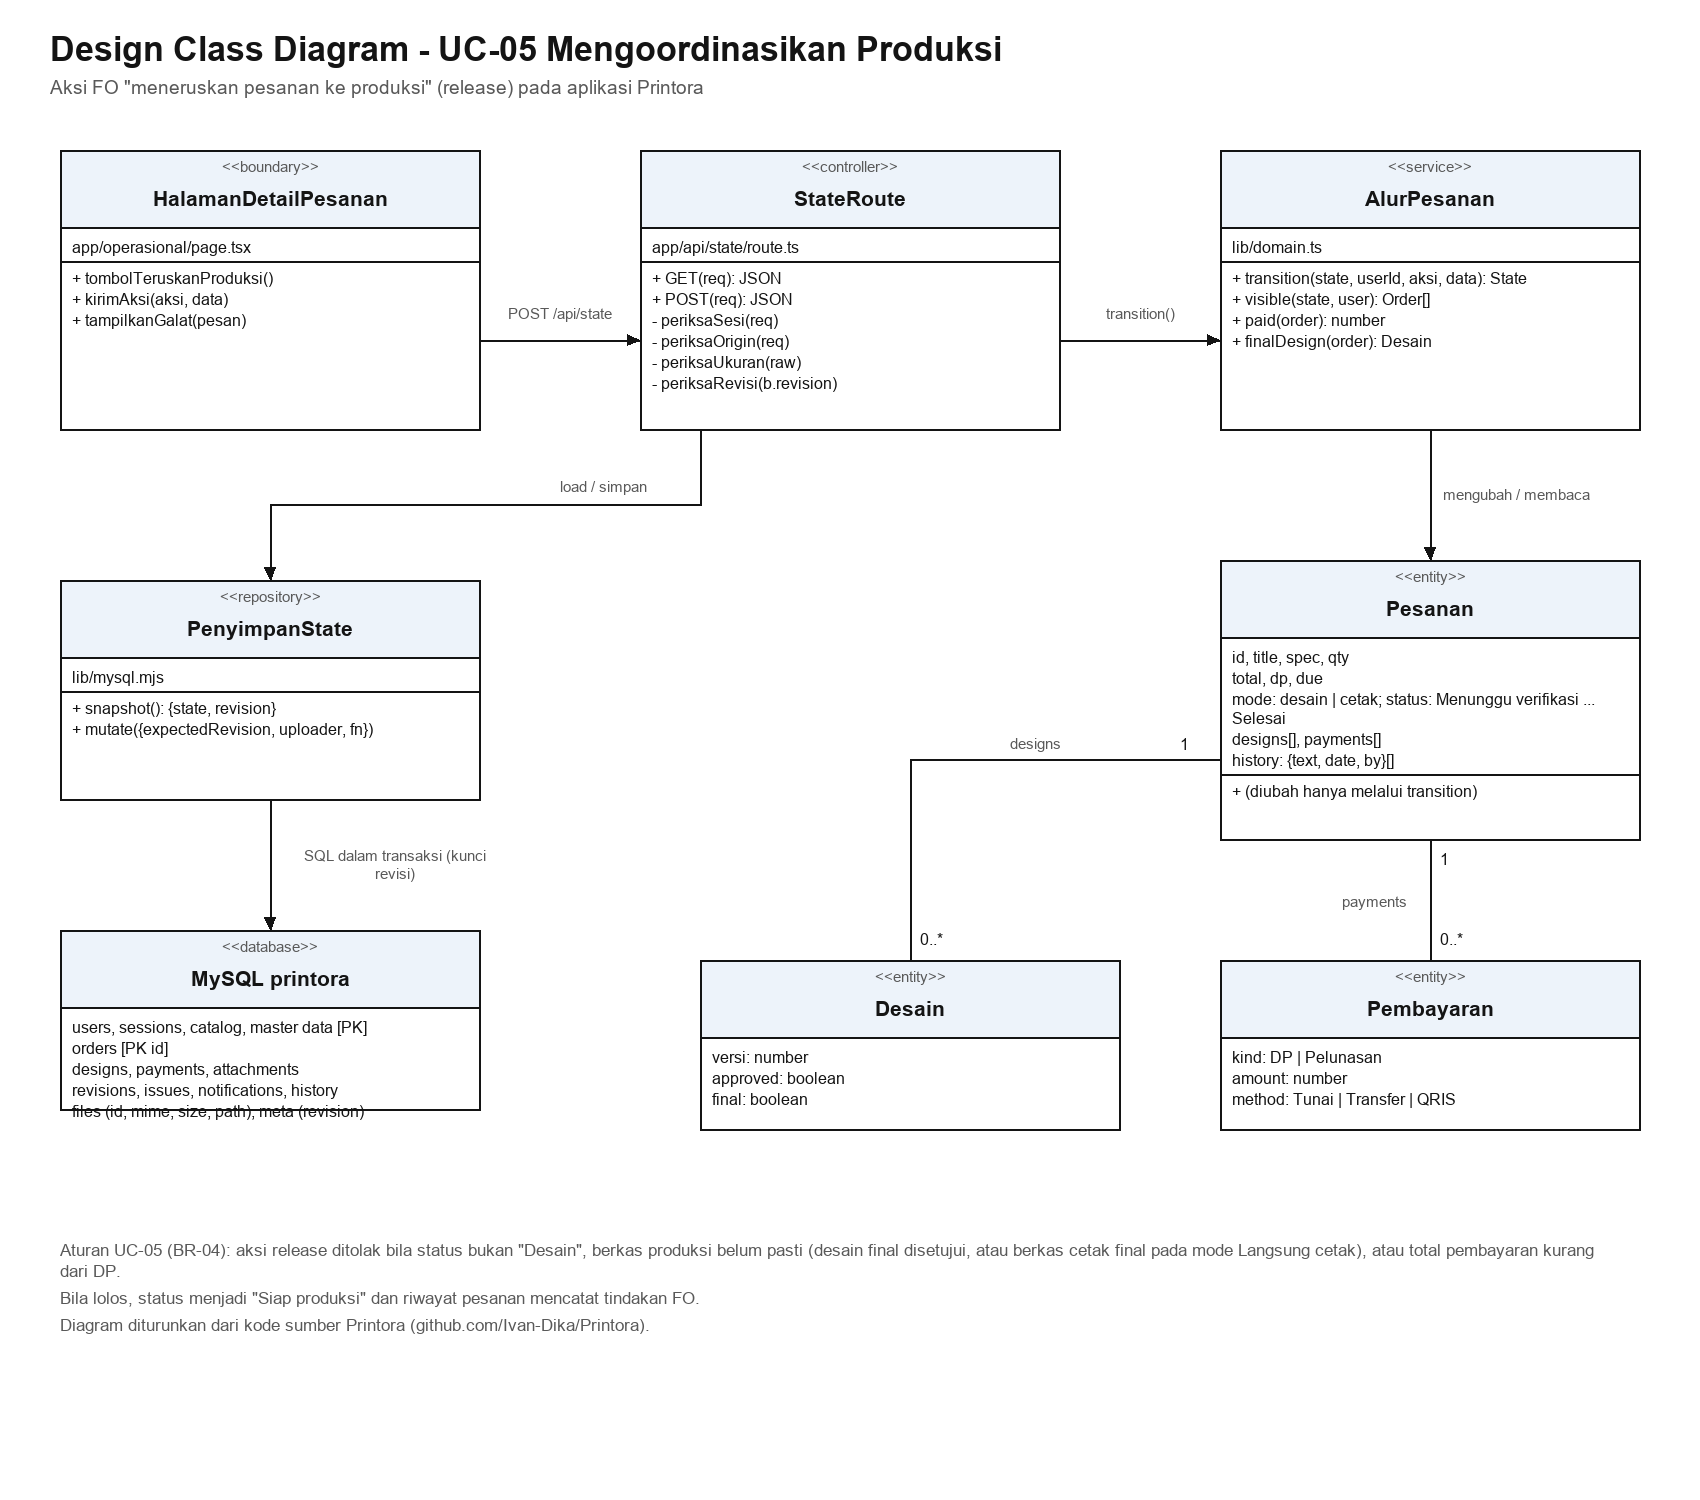 Design Class Diagram - UC-05 Mengoordinasikan Produksi
Aksi FO "meneruskan pesanan ke produksi" (release) pada aplikasi Printora
<<boundary>>
HalamanDetailPesanan
app/operasional/page.tsx
+ tombolTeruskanProduksi()
+ kirimAksi(aksi, data)
+ tampilkanGalat(pesan)
POST /api/state
<<controller>>
StateRoute
app/api/state/route.ts
+ GET(req): JSON
+ POST(req): JSON
- periksaSesi(req)
- periksaOrigin(req)
- periksaUkuran(raw)
- periksaRevisi(b.revision)
transition()
<<service>>
AlurPesanan
lib/domain.ts
+ transition(state, userId, aksi, data): State
+ visible(state, user): Order[]
+ paid(order): number
+ finalDesign(order): Desain
load / simpan
mengubah / membaca
<<repository>>
PenyimpanState
lib/mysql.mjs
+ snapshot(): {state, revision}
+ mutate({expectedRevision, uploader, fn})
<<entity>>
Pesanan
id, title, spec, qty
total, dp, due
mode: desain | cetak; status: Menunggu verifikasi ...
Selesai
designs[], payments[]
history: {text, date, by}[]
+ (diubah hanya melalui transition)
designs
1
SQL dalam transaksi (kunci
revisi)
1
payments
0..*
0..*
<<database>>
MySQL printora
users, sessions, catalog, master data [PK]
orders [PK id]
designs, payments, attachments
revisions, issues, notifications, history
files (id, mime, size, path), meta (revision)
<<entity>>
Desain
versi: number
approved: boolean
final: boolean
<<entity>>
Pembayaran
kind: DP | Pelunasan
amount: number
method: Tunai | Transfer | QRIS
Aturan UC-05 (BR-04): aksi release ditolak bila status bukan "Desain", berkas produksi belum pasti (desain final disetujui, atau berkas cetak final pada mode Langsung cetak), atau total pembayaran kurang
dari DP.
Bila lolos, status menjadi "Siap produksi" dan riwayat pesanan mencatat tindakan FO.
Diagram diturunkan dari kode sumber Printora (github.com/Ivan-Dika/Printora).